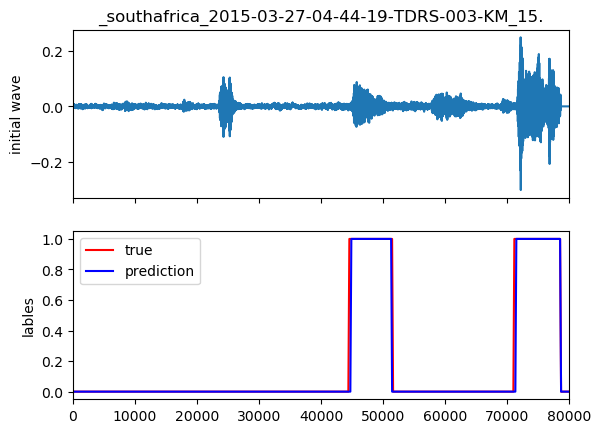 _southafrica_2015-03-27-04-44-19-TDRS-003-KM_15.
initial wave
0.2
0.0
−0.2
lables
1.0
0.8
0.6
0.4
0.2
0.0
true
prediction
0 10000 20000 30000 40000 50000 60000 70000 80000